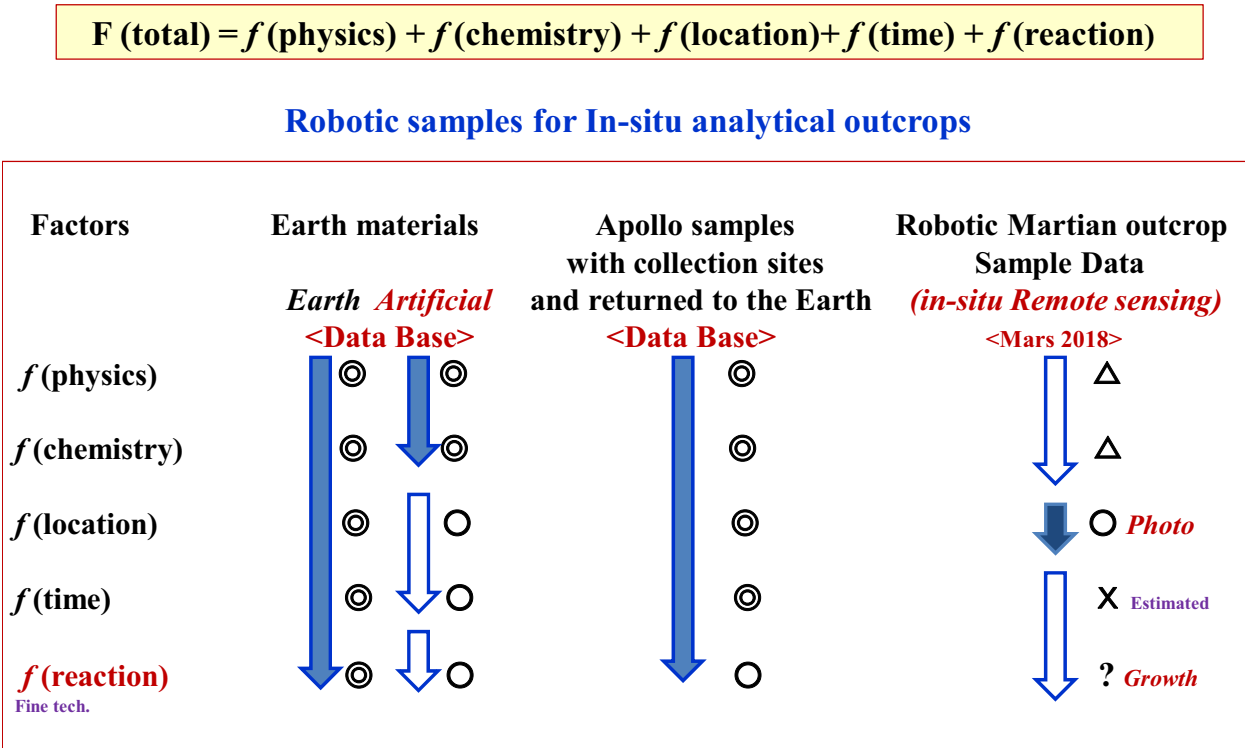 F (total) = f (physics) + f (chemistry) + f (location)+ f (time) + f (reaction)
Robotic samples for In-situ analytical outcrops
Factors
Earth materials
Earth Artificial
<Data Base>
Apollo samples
with collection sites
and returned to the Earth
<Data Base>
Robotic Martian outcrop
Sample Data
(in-situ Remote sensing)
<Mars 2018>
f (physics) ◎ ◎ ◎ △
f (chemistry) ◎ ◎ ◎ △
f (location) ◎ ○ ◎ ○ Photo
f (time) ◎ ○ ◎ X Estimated
f (reaction) ◎ ○ ○ ? Growth
Fine tech.